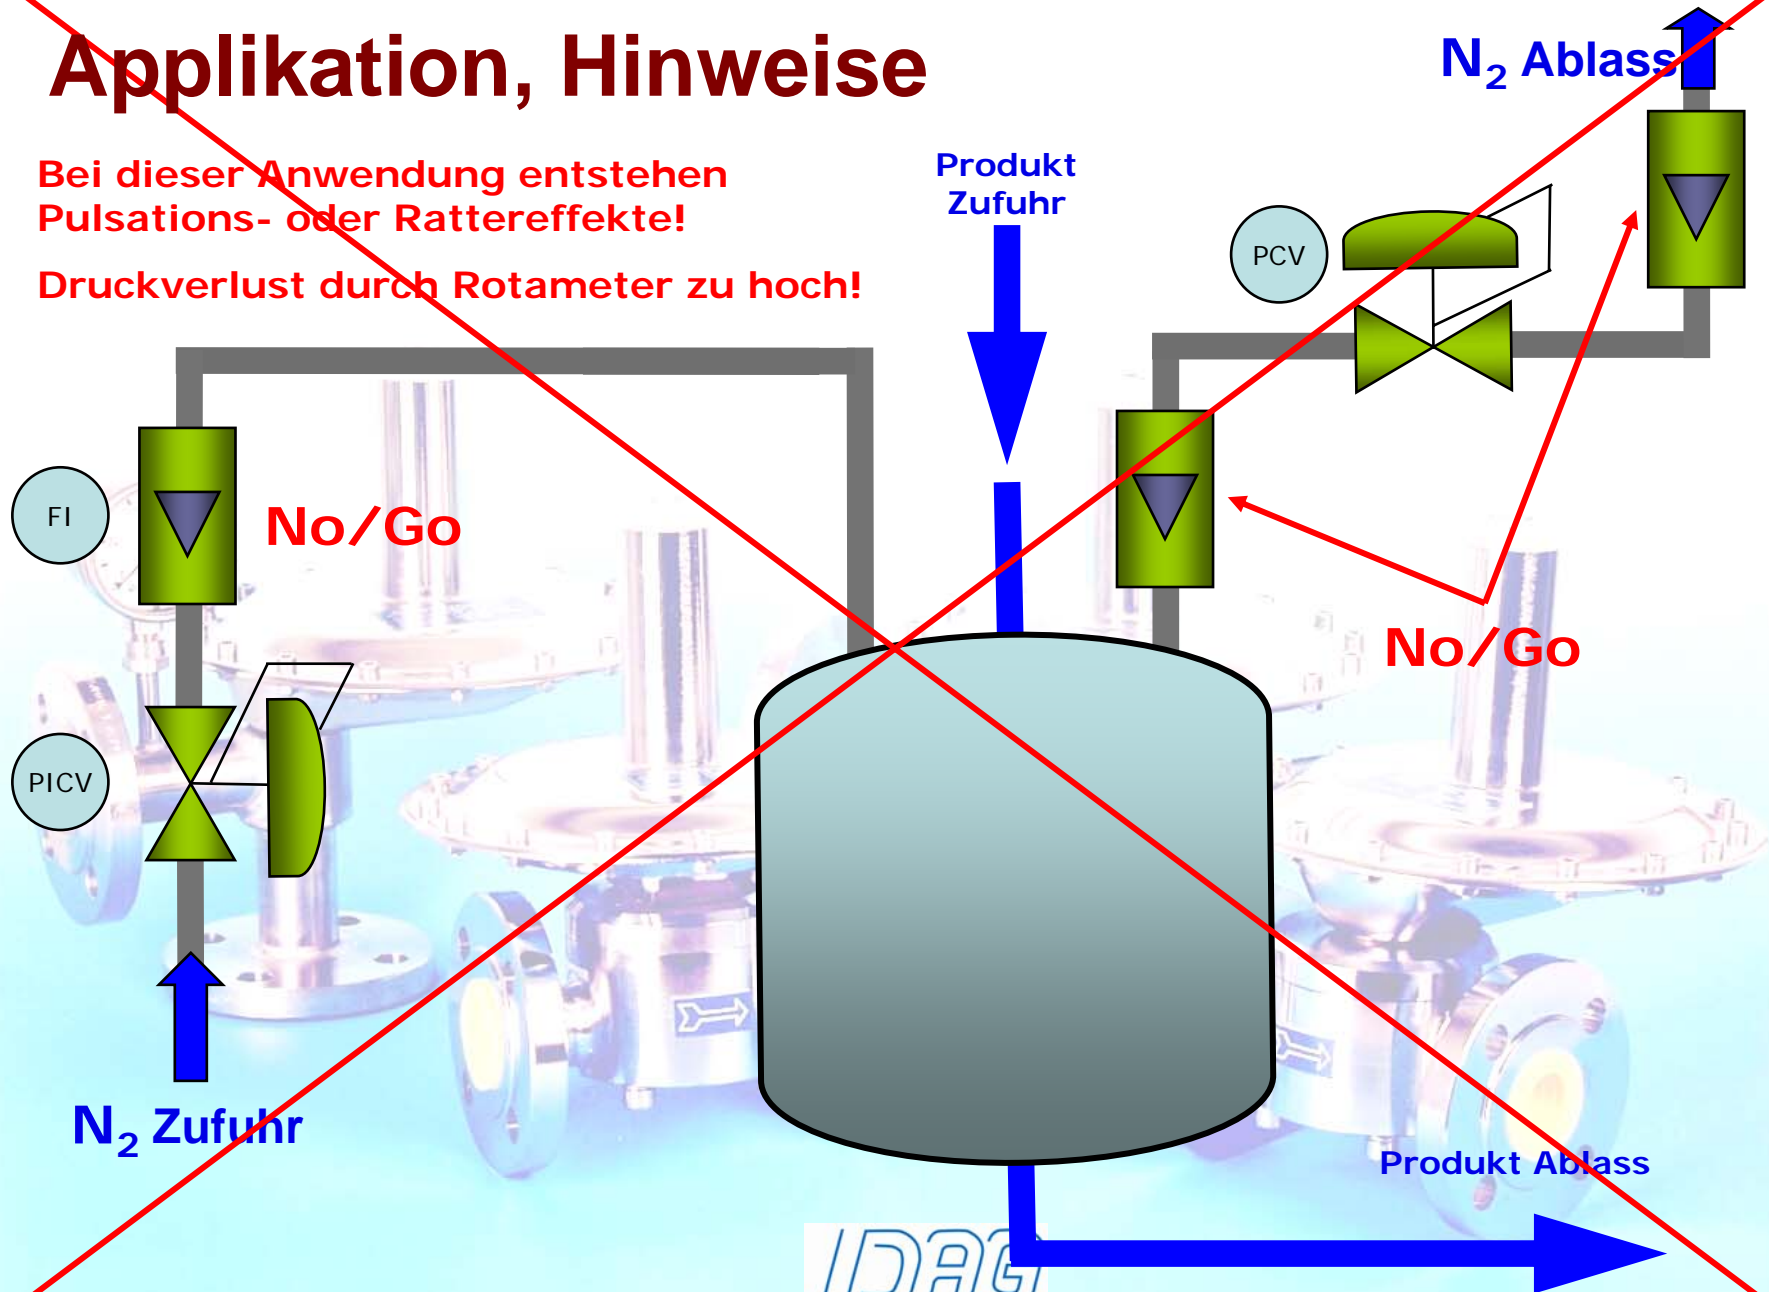 Applikation, Hinweise
N₂ Ablass
Bei dieser Anwendung entstehen
Pulsations- oder Rattereffekte!
Druckverlust durch Rotameter zu hoch!
Produkt
Zufuhr
PCV
FI
No/Go
No/Go
PICV
N₂ Zufuhr
Produkt Ablass
IDAG